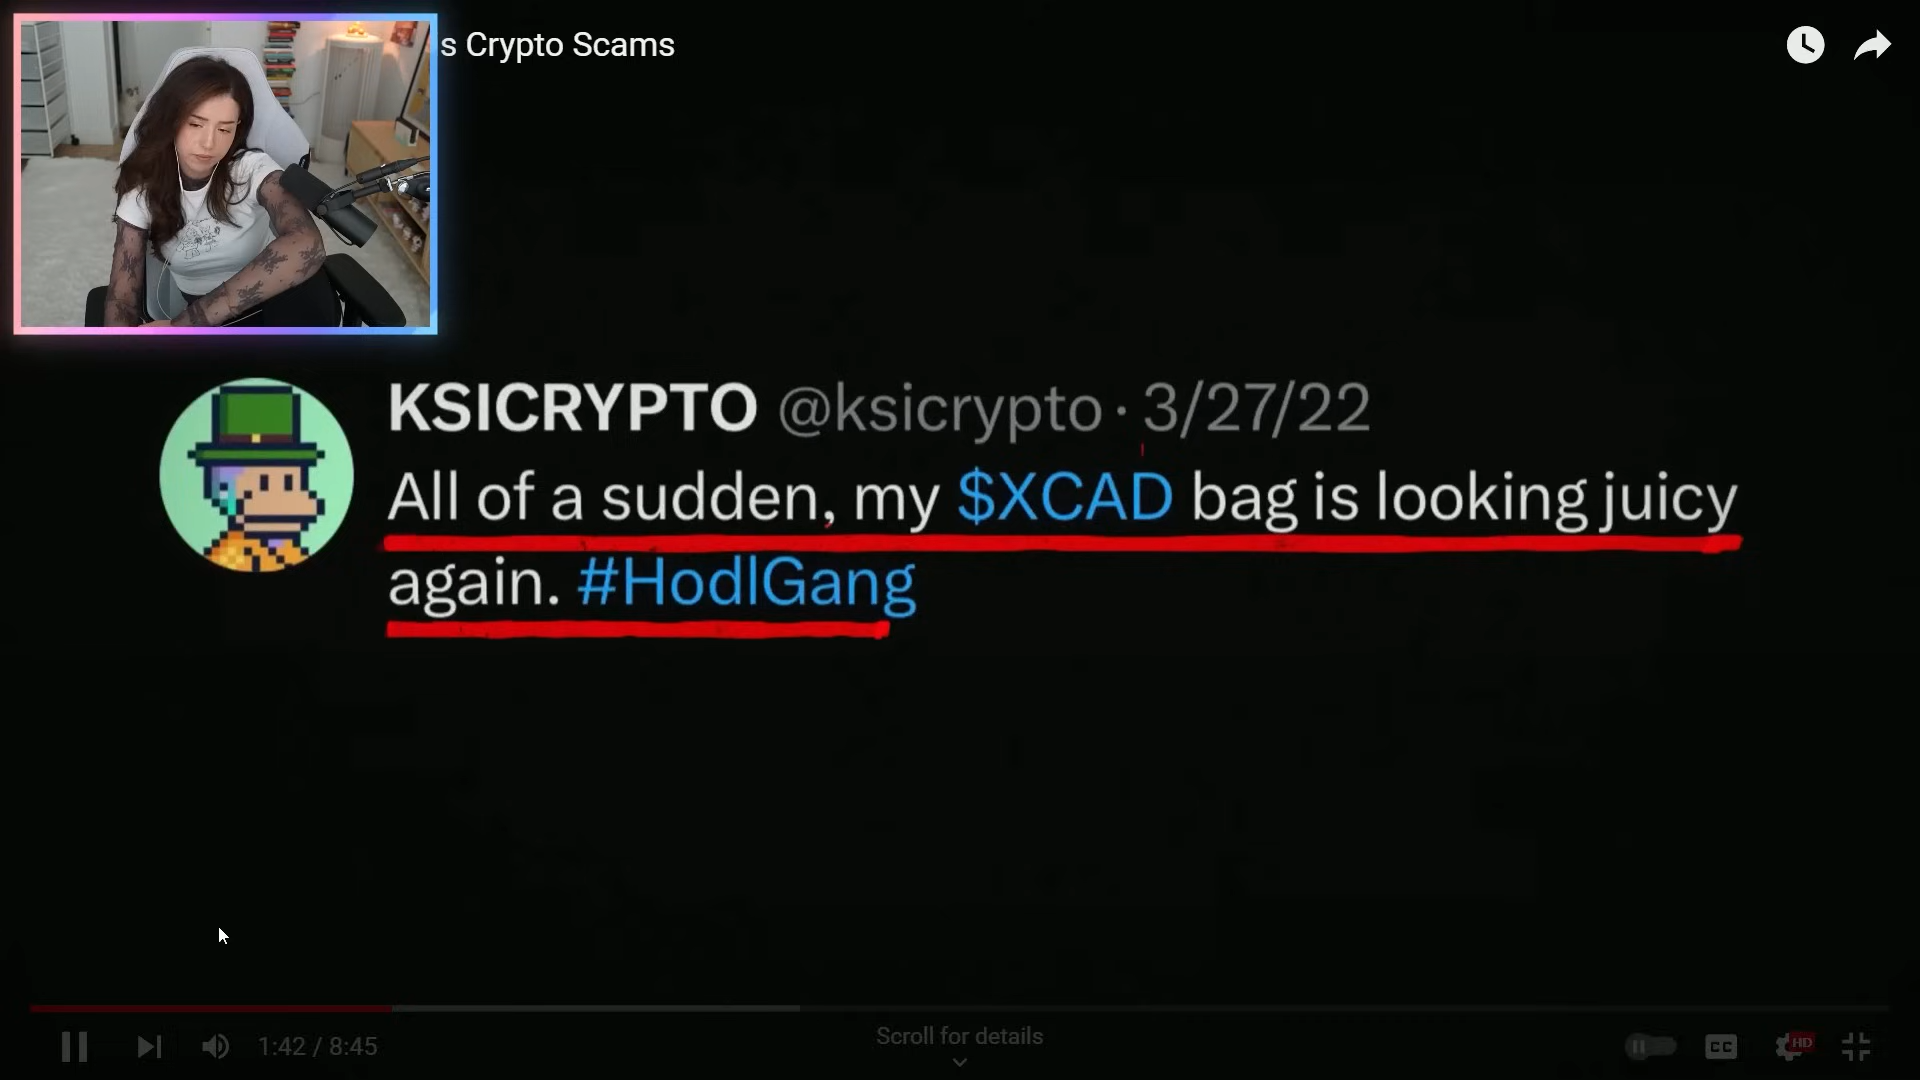 s Crypto Scams
KSICRYPTO @ksicrypto · 3/27/22
All of a sudden, my $XCAD bag is looking juicy
again. #HodlGang
Scroll for details
1:42 / 8:45
CC
HD